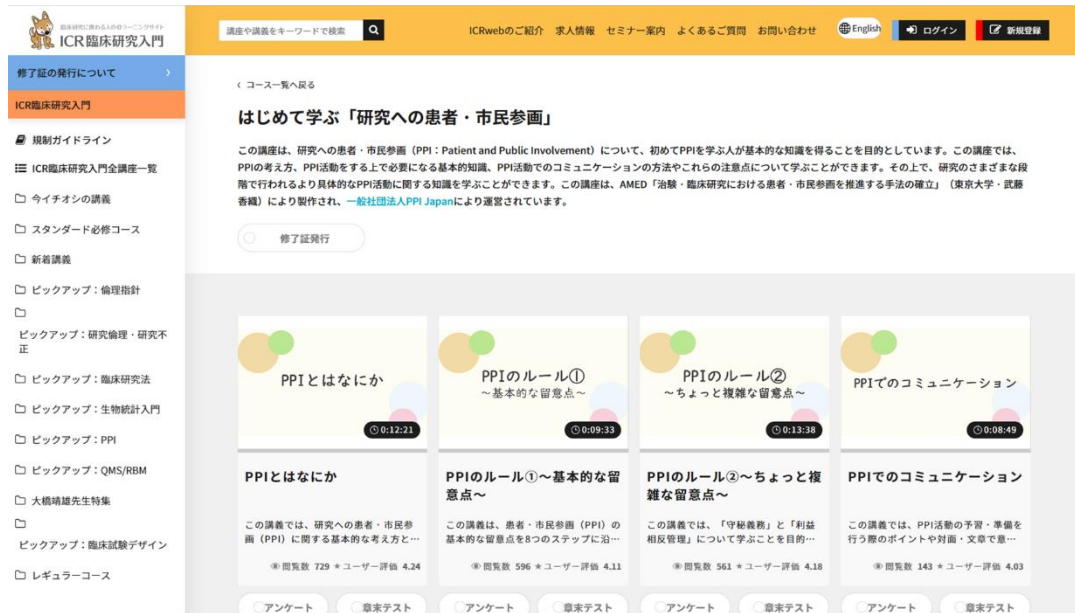 臨床研究に携わる人のeラーニングサイト
ICR臨床研究入門
講座や講義をキーワードで検索
ICRwebのご紹介 求人情報 セミナー案内 よくあるご質問 お問い合わせ English ログイン 新規登録
修了証の発行について
ICR臨床研究入門
規制ガイドライン
ICR臨床研究入門全講座一覧
今イチオシの講義
スタンダード必修コース
新着講義
ピックアップ：倫理指針
ピックアップ：研究倫理・研究不
正
ピックアップ：臨床研究法
ピックアップ：生物統計入門
ピックアップ：PPI
ピックアップ：QMS/RBM
大橋靖雄先生特集
ピックアップ：臨床試験デザイン
レギュラーコース
コース一覧へ戻る
はじめて学ぶ「研究への患者・市民参画」
この講座は、研究への患者・市民参画（PPI：Patient and Public Involvement）について、初めてPPIを学ぶ人が基本的な知識を得ることを目的としています。この講座では、
PPIの考え方、PPI活動をする上で必要になる基本的知識、PPI活動でのコミュニケーションの方法やこれらの注意点について学ぶことができます。その上で、研究のさまざまな段
階で行われるより具体的なPPI活動に関する知識を学ぶことができます。この講座は、AMED「治験・臨床研究における患者・市民参画を推進する手法の確立」（東京大学・武藤
香織）により製作され、一般社団法人PPI Japanにより運営されています。
修了証発行
PPIとはなにか
0:12:21
PPIとはなにか
この講義では、研究への患者・市民参
画（PPI）に関する基本的な考え方と…
閲覧数 729 ★ユーザー評価 4.24
アンケート 章末テスト
PPIのルール①
～基本的な留意点～
0:09:33
PPIのルール①～基本的な留
意点～
この講義は、患者・市民参画（PPI）の
基本的な留意点を8つのステップに沿…
閲覧数 596 ★ユーザー評価 4.11
アンケート 章末テスト
PPIのルール②
～ちょっと複雑な留意点～
0:13:38
PPIのルール②～ちょっと複
雑な留意点～
この講義では、「守秘義務」と「利益
相反管理」について学ぶことを目的…
閲覧数 561 ★ユーザー評価 4.18
アンケート 章末テスト
PPIでのコミュニケーション
0:08:49
PPIでのコミュニケーション
この講義では、PPI活動の予習・準備を
行う際のポイントや対面・文章で意…
閲覧数 143 ★ユーザー評価 4.03
アンケート 章末テスト